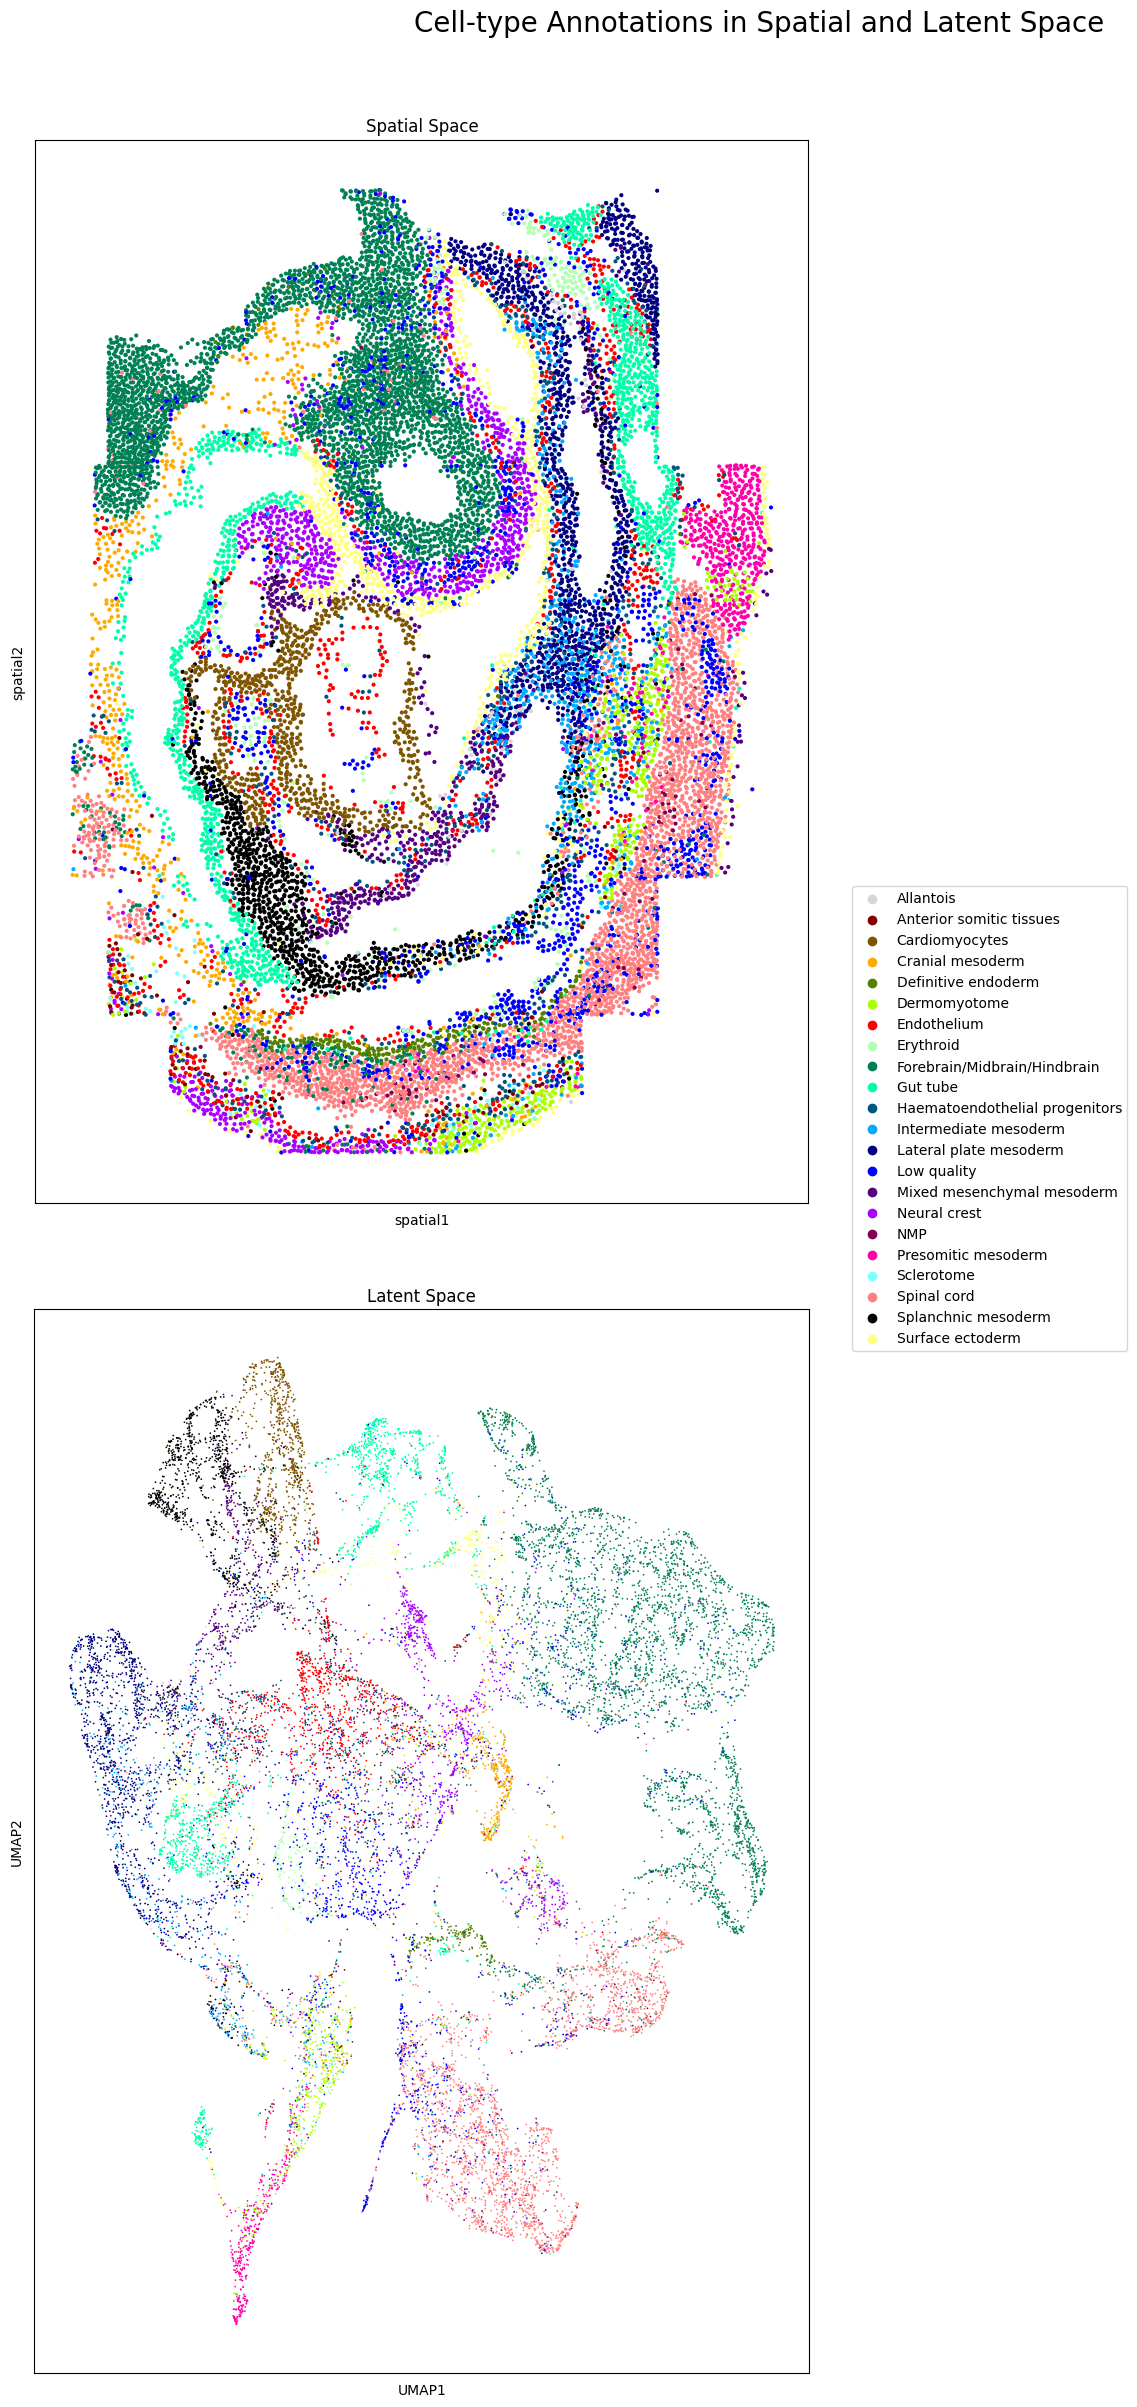 Cell-type Annotations in Spatial and Latent Space
Spatial Space
spatial2
spatial1
Allantois
Anterior somitic tissues
Cardiomyocytes
Cranial mesoderm
Definitive endoderm
Dermomyotome
Endothelium
Erythroid
Forebrain/Midbrain/Hindbrain
Gut tube
Haematoendothelial progenitors
Intermediate mesoderm
Lateral plate mesoderm
Low quality
Mixed mesenchymal mesoderm
Neural crest
NMP
Presomitic mesoderm
Sclerotome
Spinal cord
Splanchnic mesoderm
Surface ectoderm
Latent Space
UMAP2
UMAP1